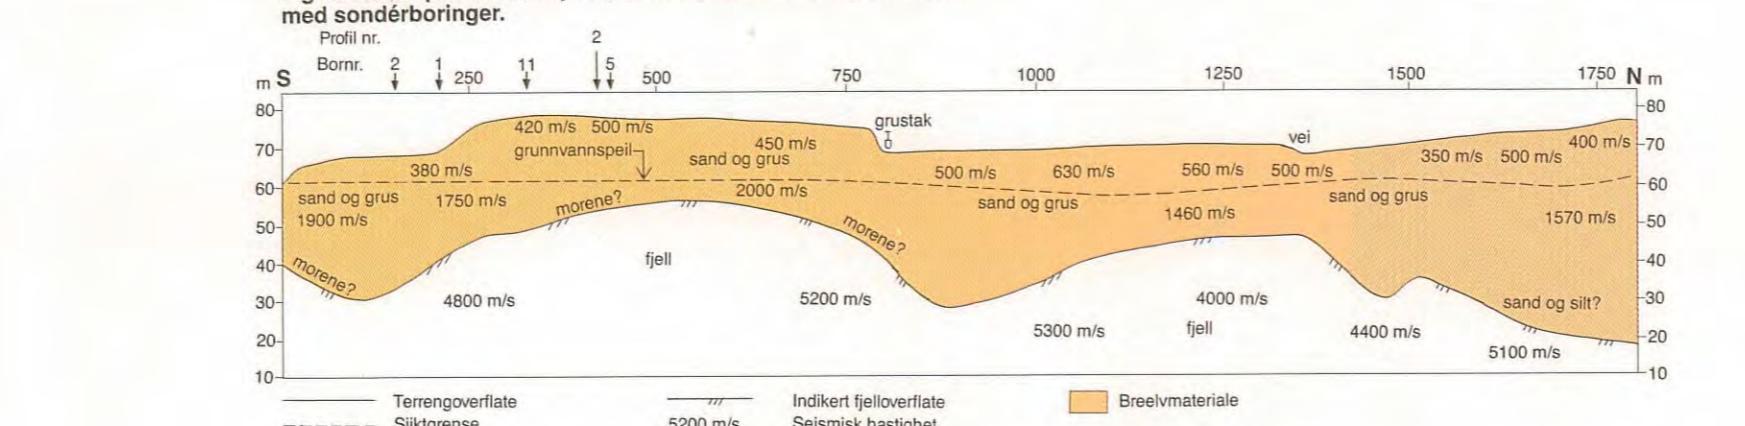 med sondérboringer.
Profil nr. 2
Bornr. 2 1 11 5
m S 250 500 750 1000 1250 1500 1750 N m
80 80
grustak
420 m/s 500 m/s vei 400 m/s
70 grunnvannspeil 450 m/s 70
sand og grus 350 m/s 500 m/s
380 m/s 500 m/s 630 m/s 560 m/s 500 m/s
60 2000 m/s 60
sand og grus 1750 m/s morene? sand og grus sand og grus
1900 m/s 1460 m/s 1570 m/s
50 morene? 50
40 morene? fjell 40
30 4800 m/s 5200 m/s 4000 m/s sand og silt? 30
5300 m/s fjell 4400 m/s
20 5100 m/s 20
10 10
Terrengoverflate Indikert fjelloverflate Breelvmateriale
Sjiktgrense 5200 m/s Seismisk hastighet